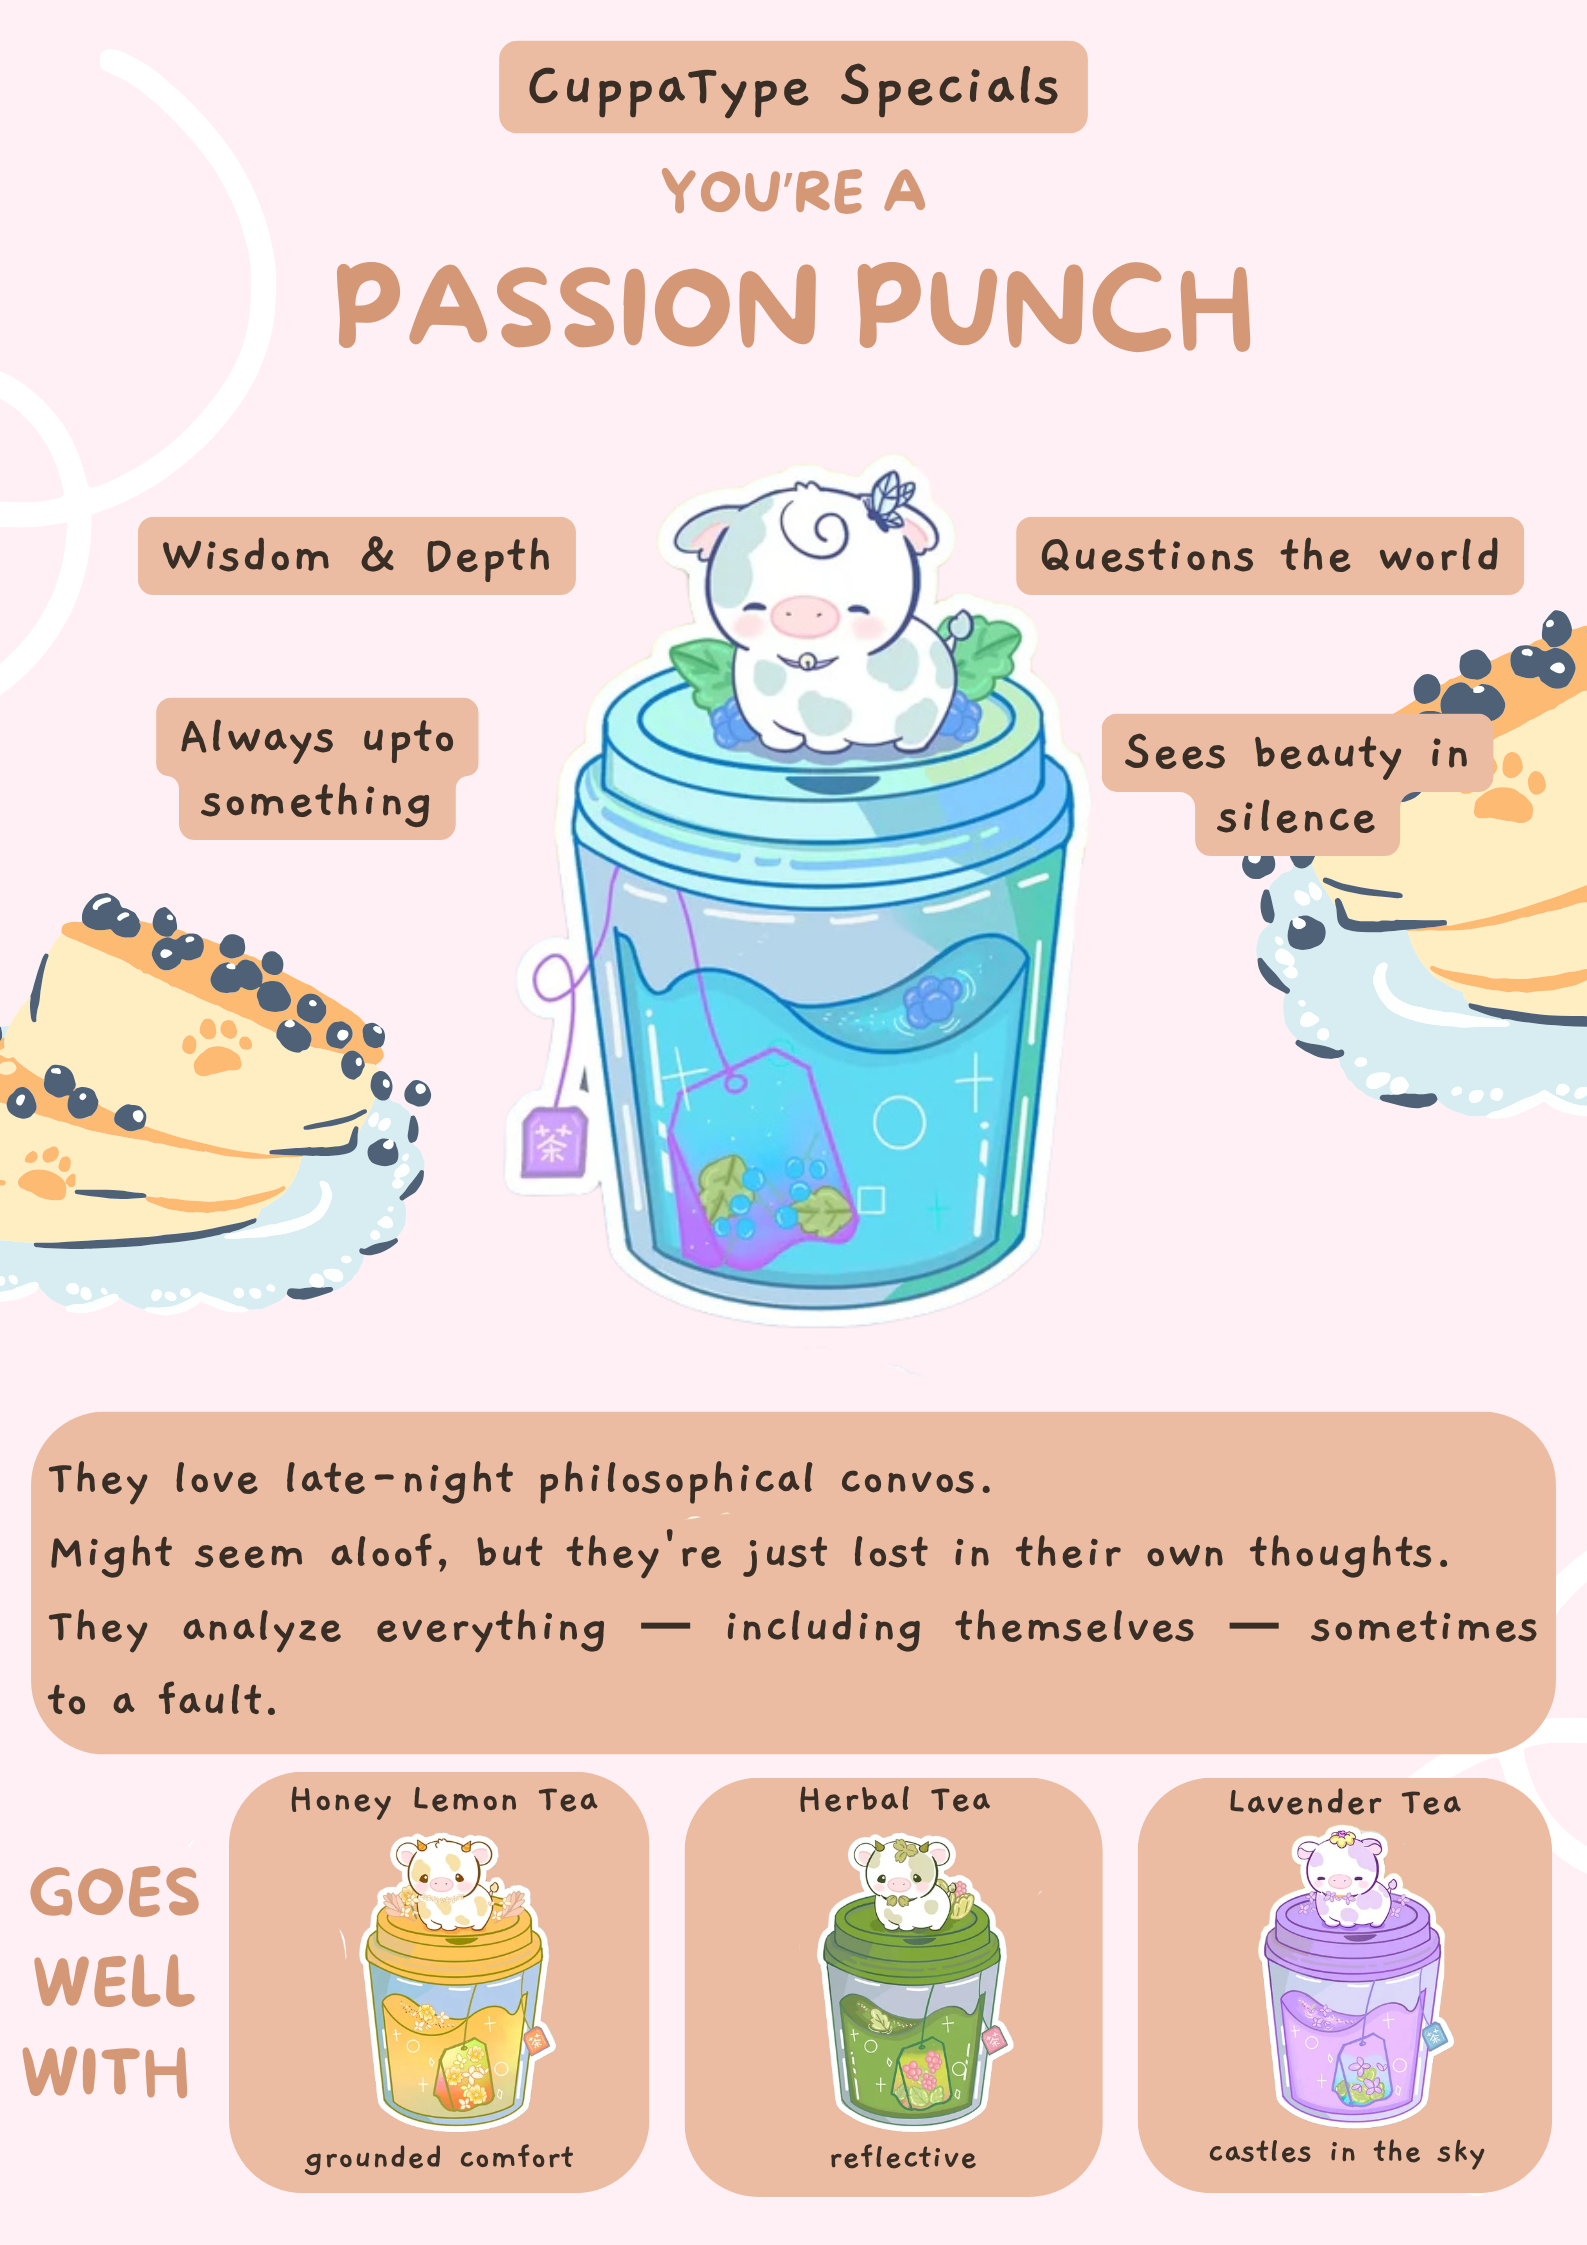 CuppaType Specials
YOU'RE A
PASSION PUNCH
Wisdom & Depth
Questions the world
Always upto
something
Sees beauty in
silence
茶
They love late-night philosophical convos.
Might seem aloof, but they're just lost in their own thoughts.
They analyze everything — including themselves — sometimes
to a fault.
GOES
WELL
WITH
Honey Lemon Tea
茶
grounded comfort
Herbal Tea
茶
reflective
Lavender Tea
茶
castles in the sky